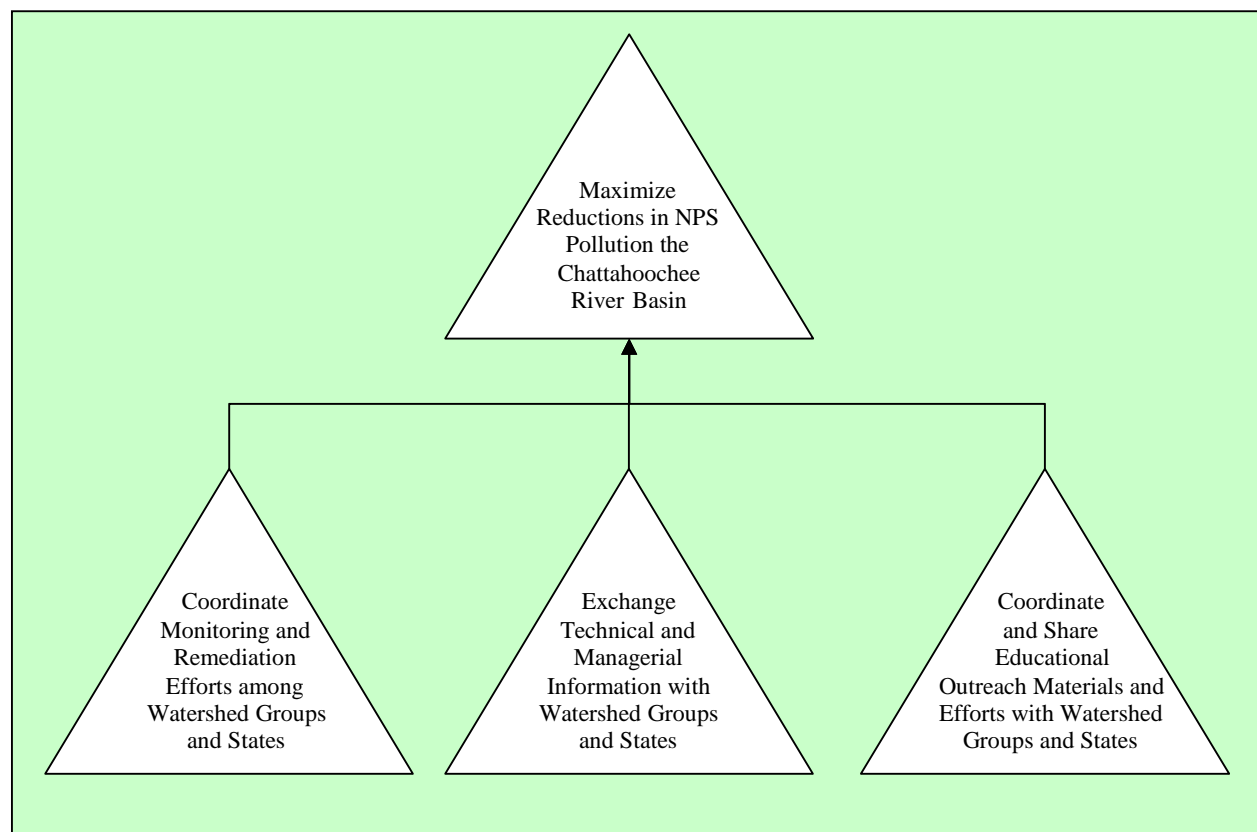 Maximize
Reductions in NPS
Pollution the
Chattahoochee
River Basin
Coordinate
Monitoring and
Remediation
Efforts among
Watershed Groups
and States
Exchange
Technical and
Managerial
Information with
Watershed Groups
and States
Coordinate
and Share
Educational
Outreach Materials and
Efforts with Watershed
Groups and States